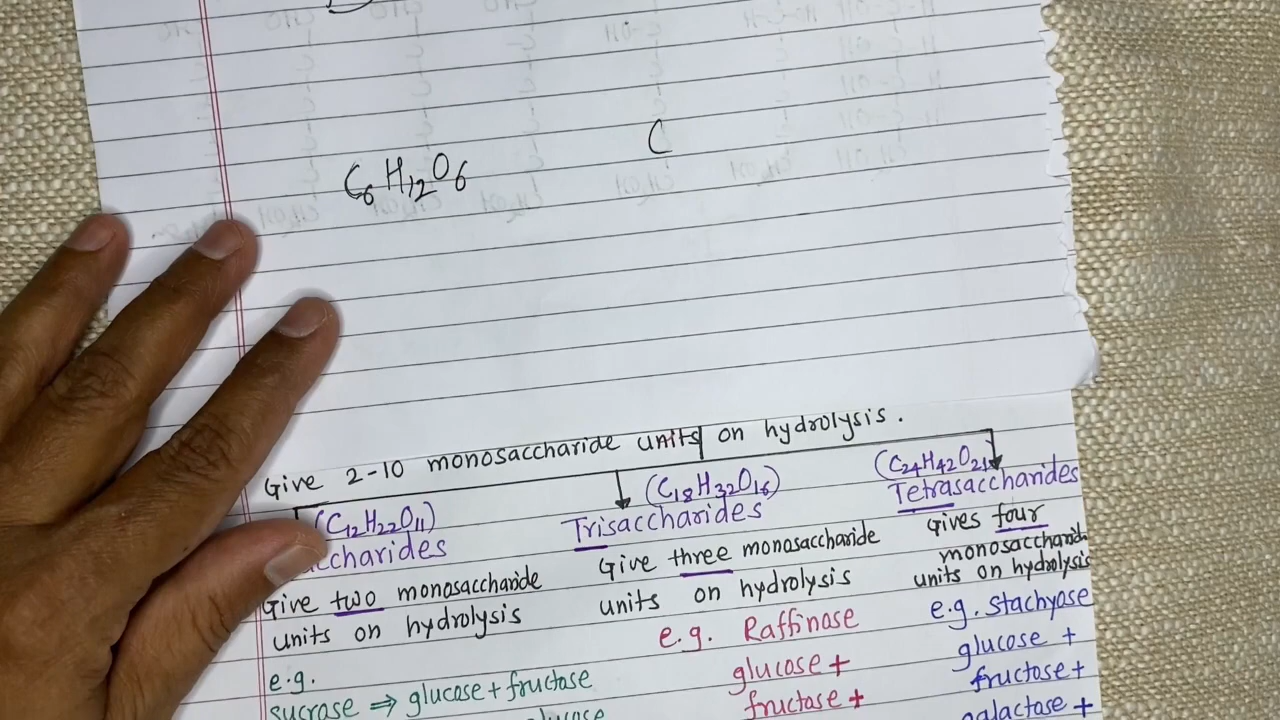 C
C₆H₁₂O₆
Give 2-10 monosaccharide units on hydrolysis.
(C₁₂H₂₂O₁₁)
ccharides
Give two monosaccharide
units on hydrolysis
e.g.
sucrose ⇒ glucose + fructose
(C₁₈H₃₂O₁₆)
Trisaccharides
Give three monosaccharide
units on hydrolysis
e.g. Raffinose
glucose +
fructose +
(C₂₄H₄₂O₂₁)
Tetrasaccharides
Gives four
monosaccharid
units on hydrolysis
e.g. Stachyose
glucose +
fructose +
galactose +